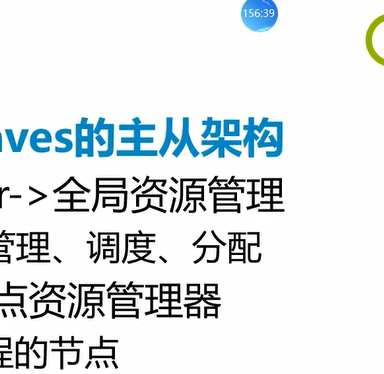 156:39
aves的主从架构
r->全局资源管理
管理、调度、分配
点资源管理器
程的节点